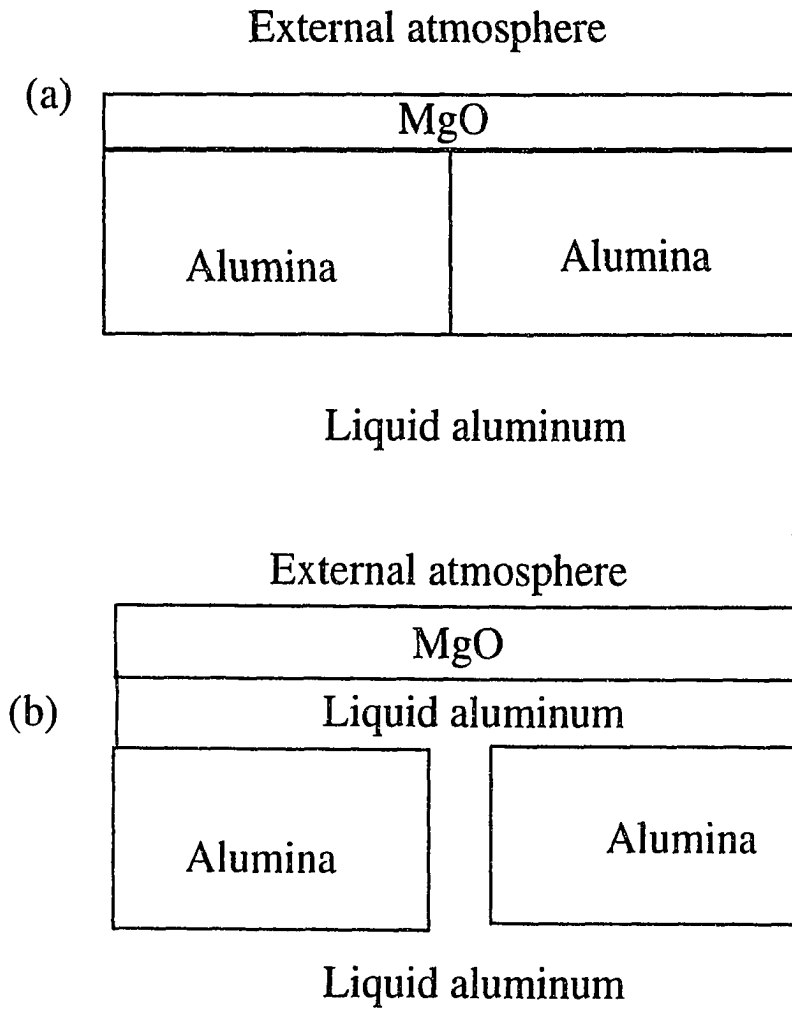 External atmosphere
(a)
MgO
Alumina Alumina
Liquid aluminum
External atmosphere
MgO
(b) Liquid aluminum
Alumina Alumina
Liquid aluminum